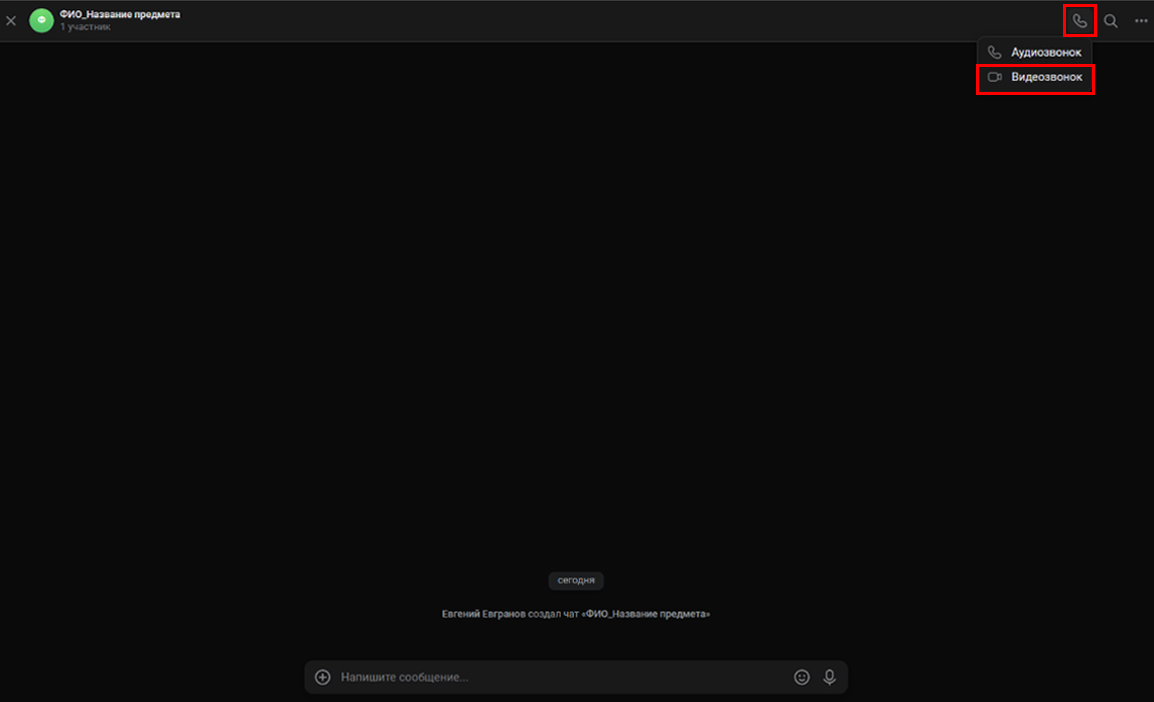 ФИО_Название предмета
1 участник
Аудиозвонок
Видеозвонок
сегодня
Евгений Евгранов создал чат «ФИО_Название предмета»
Напишите сообщение...